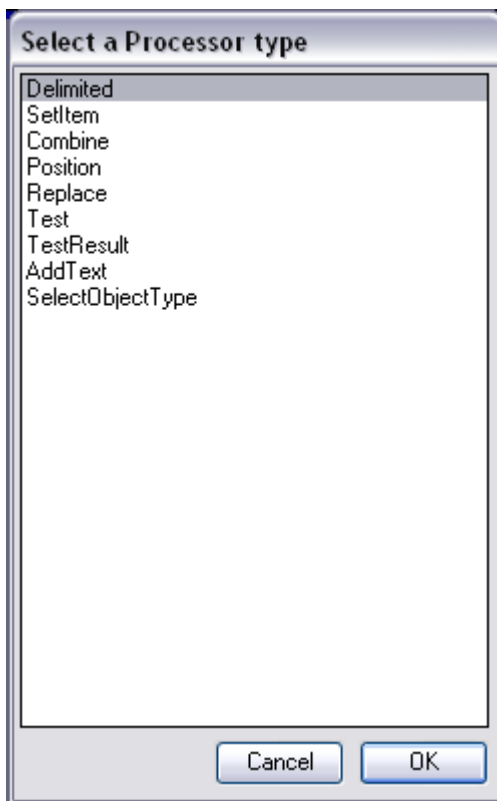 Select a Processor type
Delimited
SetItem
Combine
Position
Replace
Test
TestResult
AddText
SelectObjectType
Cancel OK